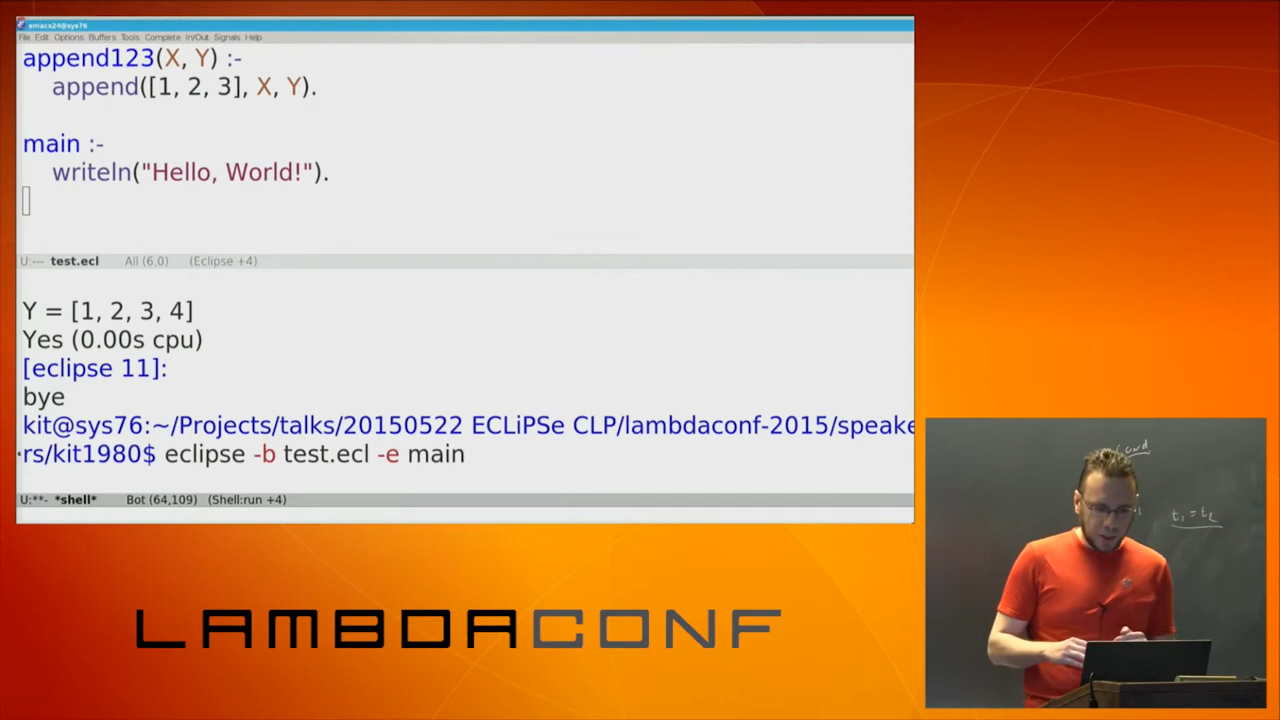 emacs24@sys76
File Edit Options Buffers Tools Complete In/Out Signals Help
append123(X, Y) :-
append([1, 2, 3], X, Y).
main :-
writeln("Hello, World!").
U:--- test.ecl All (6,0) (Eclipse +4)
Y = [1, 2, 3, 4]
Yes (0.00s cpu)
[eclipse 11]:
bye
kit@sys76:~/Projects/talks/20150522 ECLiPSe CLP/lambdaconf-2015/speake
rs/kit1980$ eclipse -b test.ecl -e main
U:**- *shell* Bot (64,109) (Shell:run +4)
t₁ = t₂
LAMBDACONF